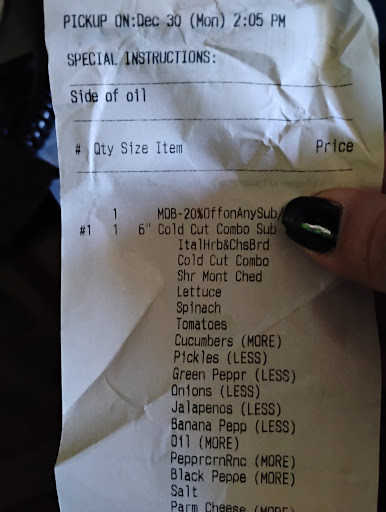 PICKUP ON:Dec 30 (Mon) 2:05 PM
SPECIAL INSTRUCTIONS:
Side of oil
# Qty Size Item Price
1 MOB-20%OffonAnySub/
#1 1 6" Cold Cut Combo Sub
ItalHrb&ChsBrd
Cold Cut Combo
Shr Mont Ched
Lettuce
Spinach
Tomatoes
Cucumbers (MORE)
Pickles (LESS)
Green Peppr (LESS)
Onions (LESS)
Jalapenos (LESS)
Banana Pepp (LESS)
Oil (MORE)
PepprcrnRnc (MORE)
Black Peppe (MORE)
Salt
Parm Cheese (MORE)